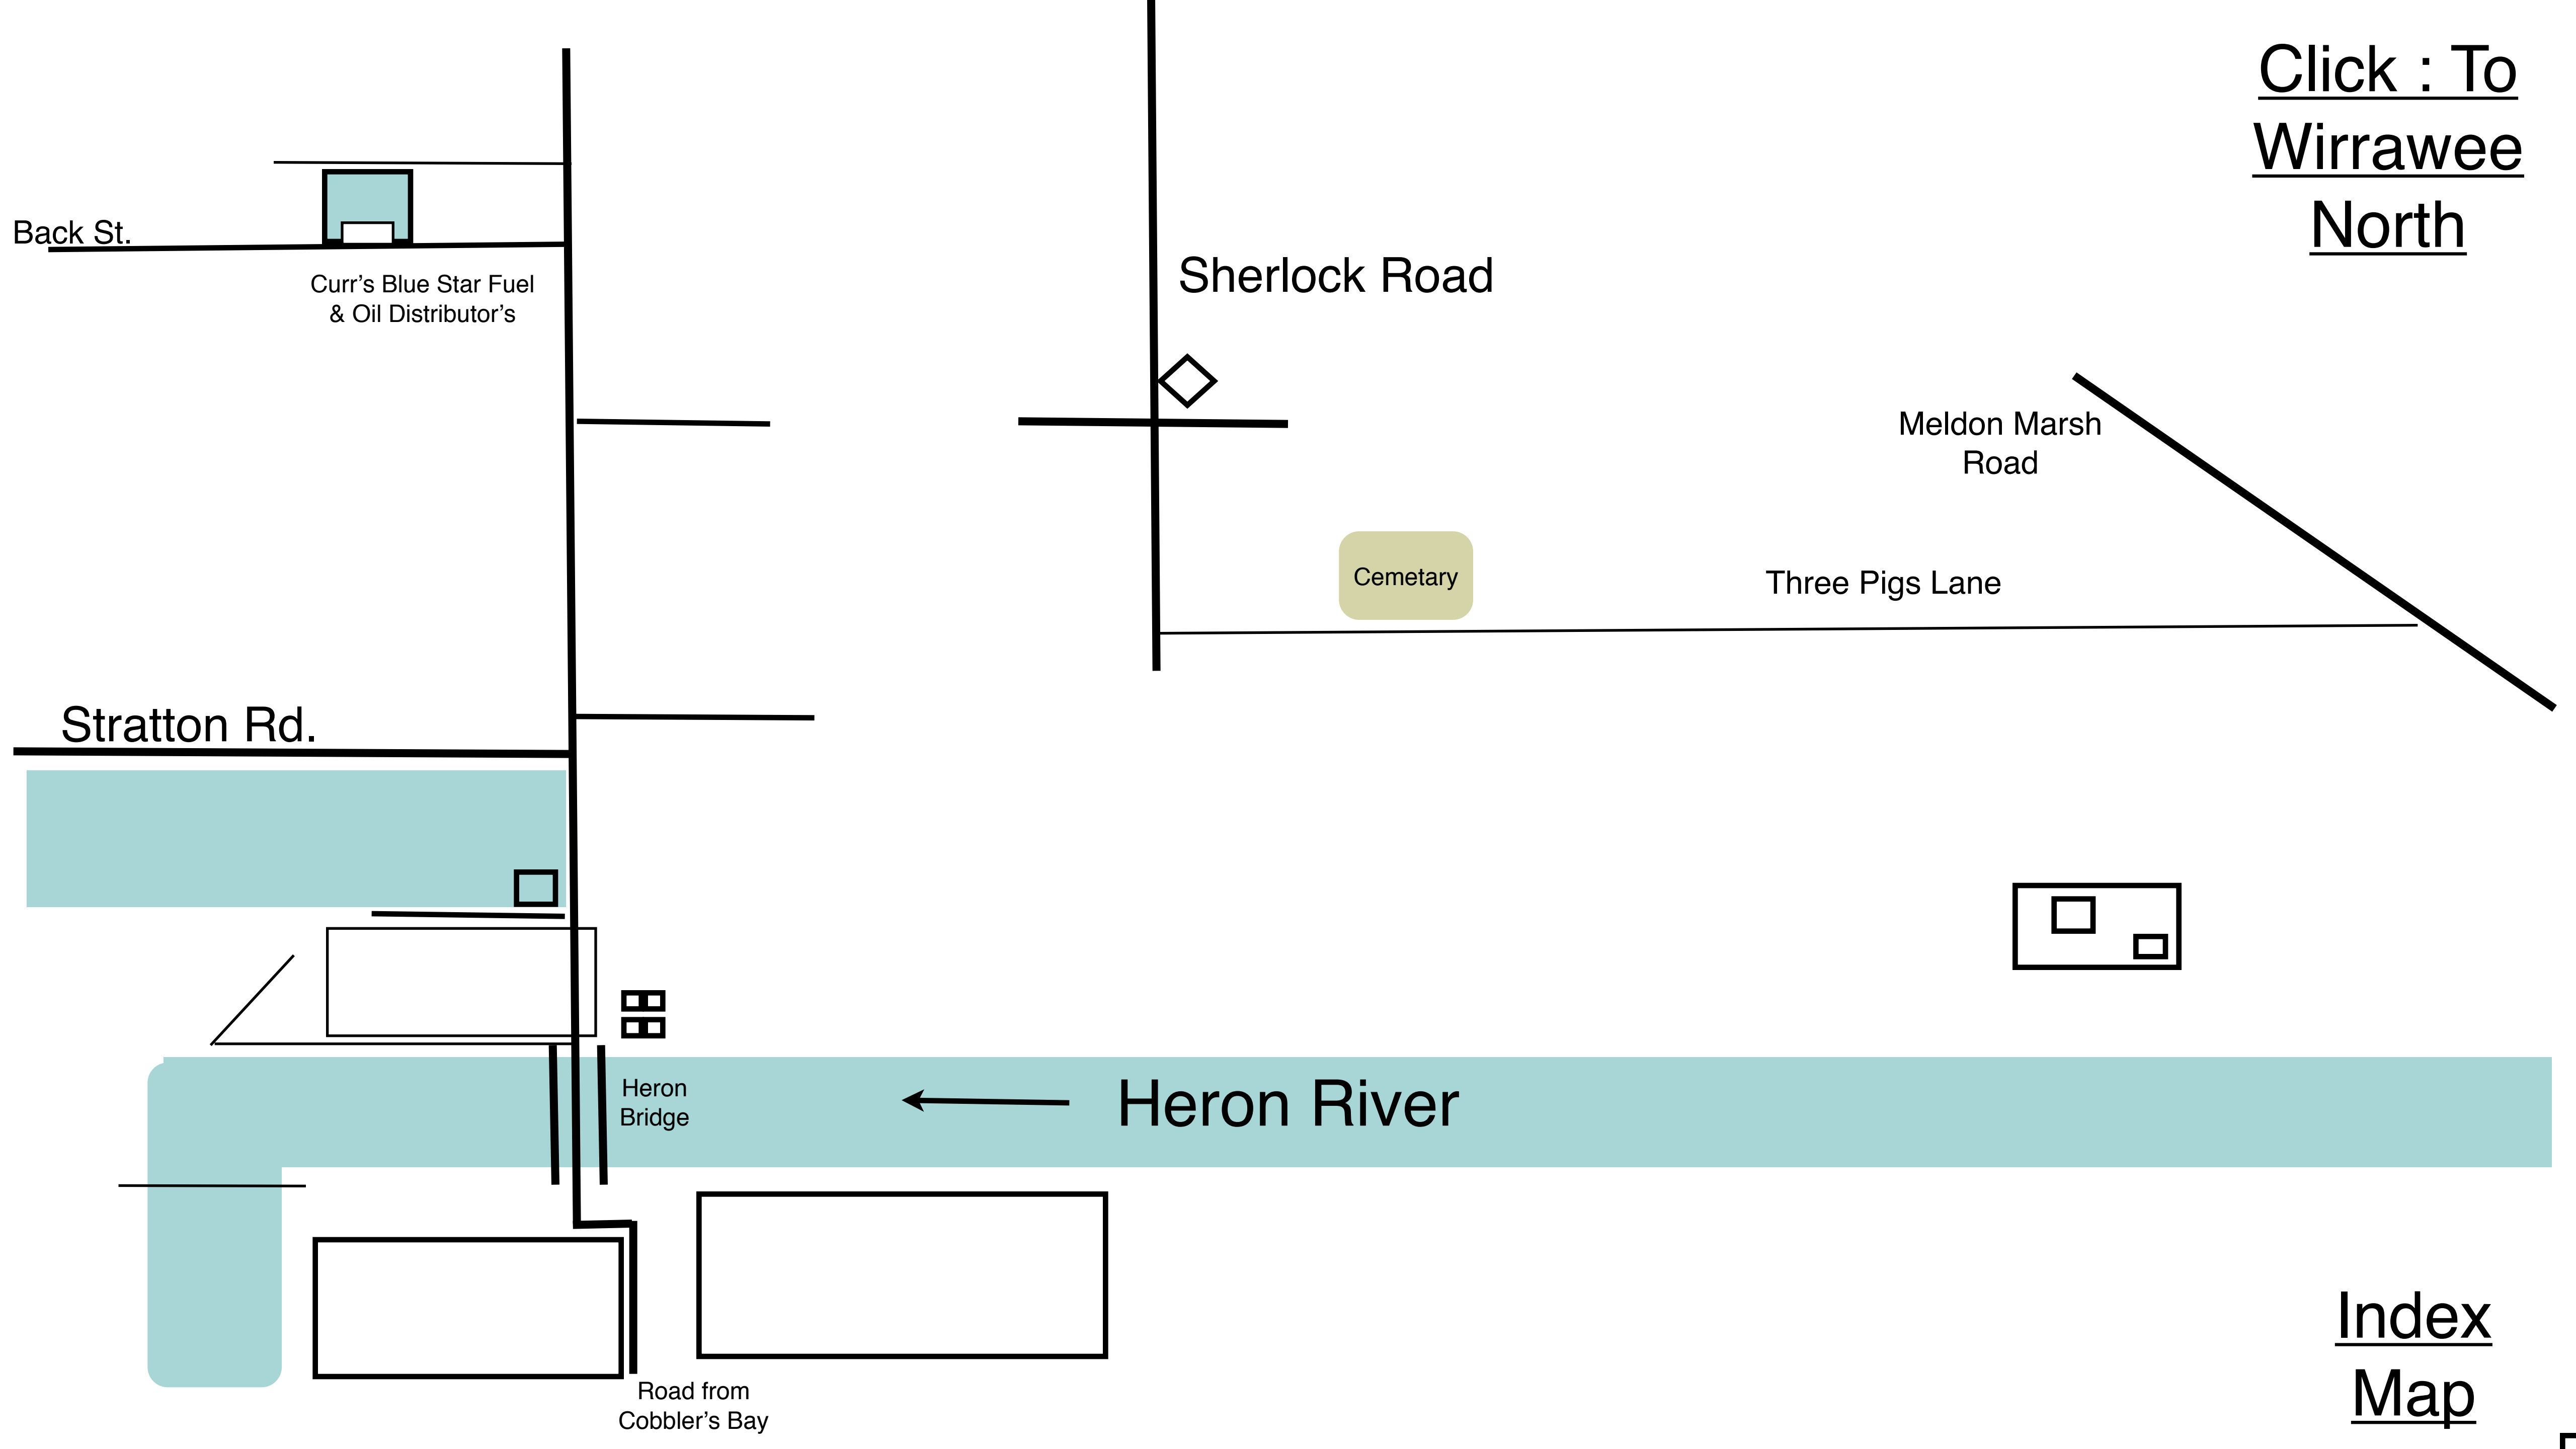 Click : To
Wirrawee
North
Back St.
Sherlock Road
Curr’s Blue Star Fuel
& Oil Distributor’s
Meldon Marsh
Road
Cemetary
Three Pigs Lane
Stratton Rd.
Heron
Bridge
Heron River
Index
Map
Road from
Cobbler’s Bay